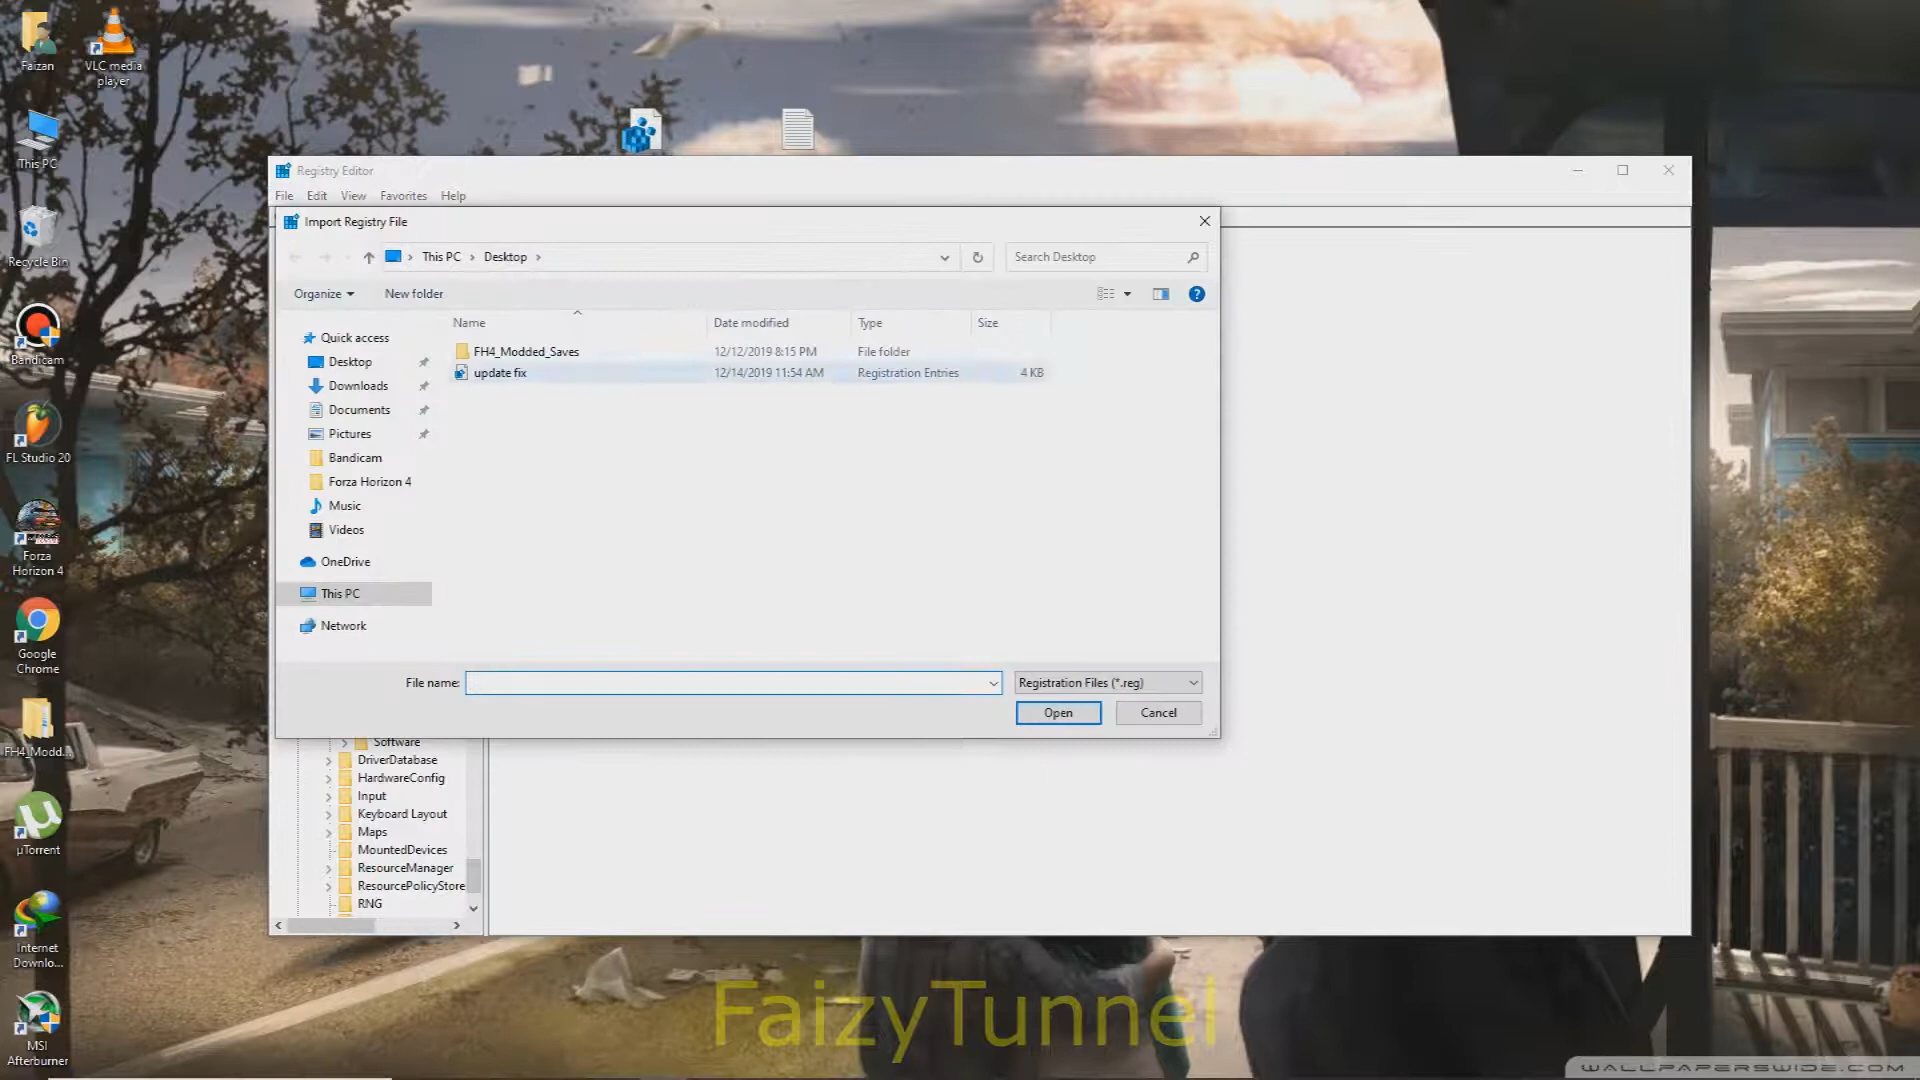 Faizan
VLC media
player
This PC
Recycle Bin
Bandicam
FL Studio 20
Forza
Horizon 4
Google
Chrome
FH4_Modd...
µTorrent
Internet
Downlo...
MSI
Afterburner
Registry Editor
File Edit View Favorites Help
Import Registry File
This PC Desktop
Search Desktop
Organize New folder
Name Date modified Type Size
FH4_Modded_Saves 12/12/2019 8:15 PM File folder
update fix 12/14/2019 11:54 AM Registration Entries 4 KB
Quick access
Desktop
Downloads
Documents
Pictures
Bandicam
Forza Horizon 4
Music
Videos
OneDrive
This PC
Network
File name: Registration Files (*.reg)
Open Cancel
Software
DriverDatabase
HardwareConfig
Input
Keyboard Layout
Maps
MountedDevices
ResourceManager
ResourcePolicyStore
RNG
FaizyTunnel
WALLPAPERSWIDE.COM